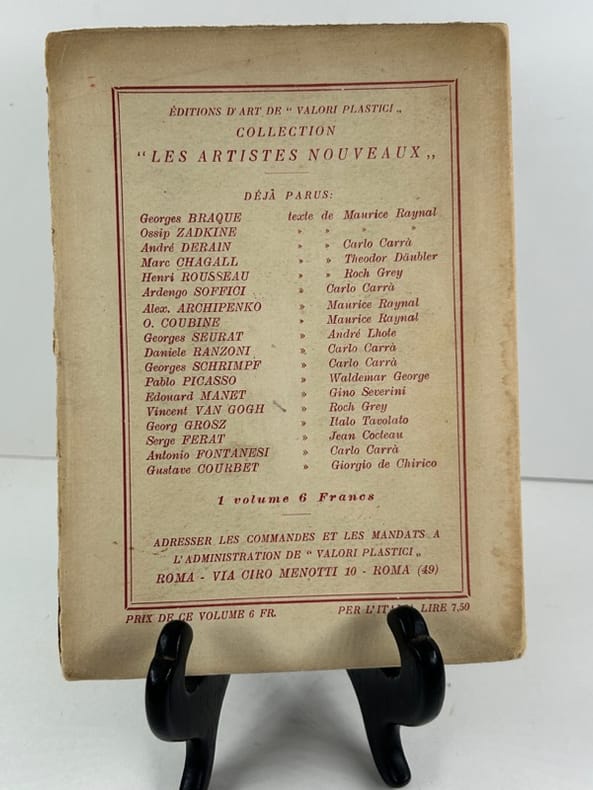 ÉDITIONS D'ART DE “ VALORI PLASTICI „
COLLECTION
“ LES ARTISTES NOUVEAUX „
DÉJÀ PARUS:
Georges BRAQUE texte de Maurice Raynal
Ossip ZADKINE » » » »
André DERAIN » » Carlo Carrà
Marc CHAGALL » » Theodor Däubler
Henri ROUSSEAU » » Roch Grey
Ardengo SOFFICI » Carlo Carrà
Alex. ARCHIPENKO » Maurice Raynal
O. COUBINE » Maurice Raynal
Georges SEURAT » André Lhote
Daniele RANZONI » Carlo Carrà
Georges SCHRIMPF » Carlo Carrà
Pablo PICASSO » Waldemar George
Edouard MANET » Gino Severini
Vincent VAN GOGH » Roch Grey
Georg GROSZ » Italo Tavolato
Serge FERAT » Jean Cocteau
Antonio FONTANESI » Carlo Carrà
Gustave COURBET » Giorgio de Chirico
1 volume 6 Francs
ADRESSER LES COMMANDES ET LES MANDATS A
L'ADMINISTRATION DE “ VALORI PLASTICI „
ROMA - VIA CIRO MENOTTI 10 - ROMA (49)
PRIX DE CE VOLUME 6 FR. PER L'ITALIA LIRE 7,50